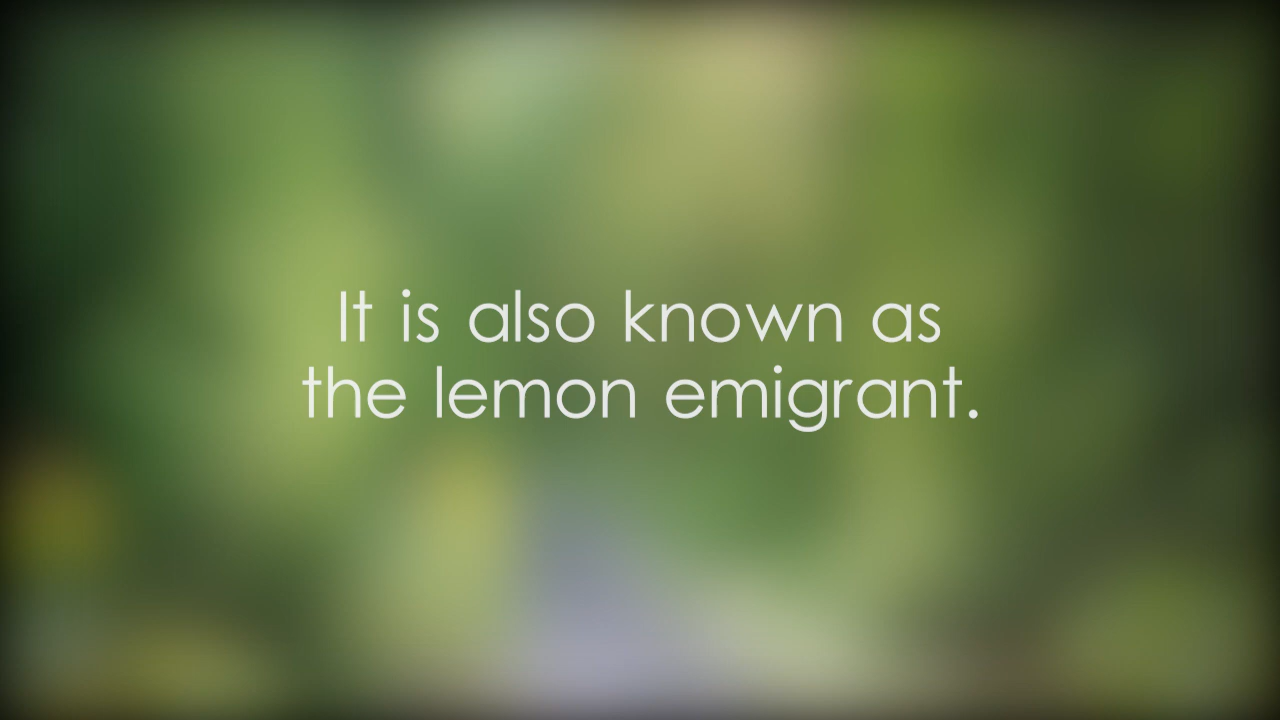 It is also known as
the lemon emigrant.